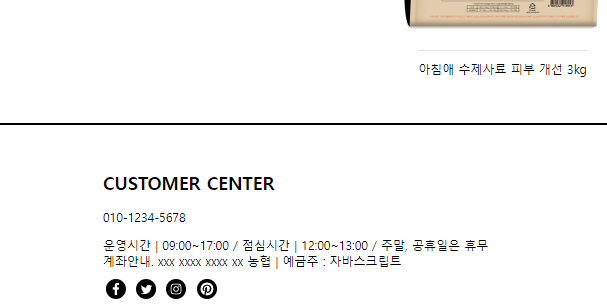 아침애 수제사료 피부 개선 3kg
CUSTOMER CENTER
010-1234-5678
운영시간 | 09:00~17:00 / 점심시간 | 12:00~13:00 / 주말, 공휴일은 휴무
계좌안내. xxx xxxx xxxx xx 농협 | 예금주 : 자바스크립트